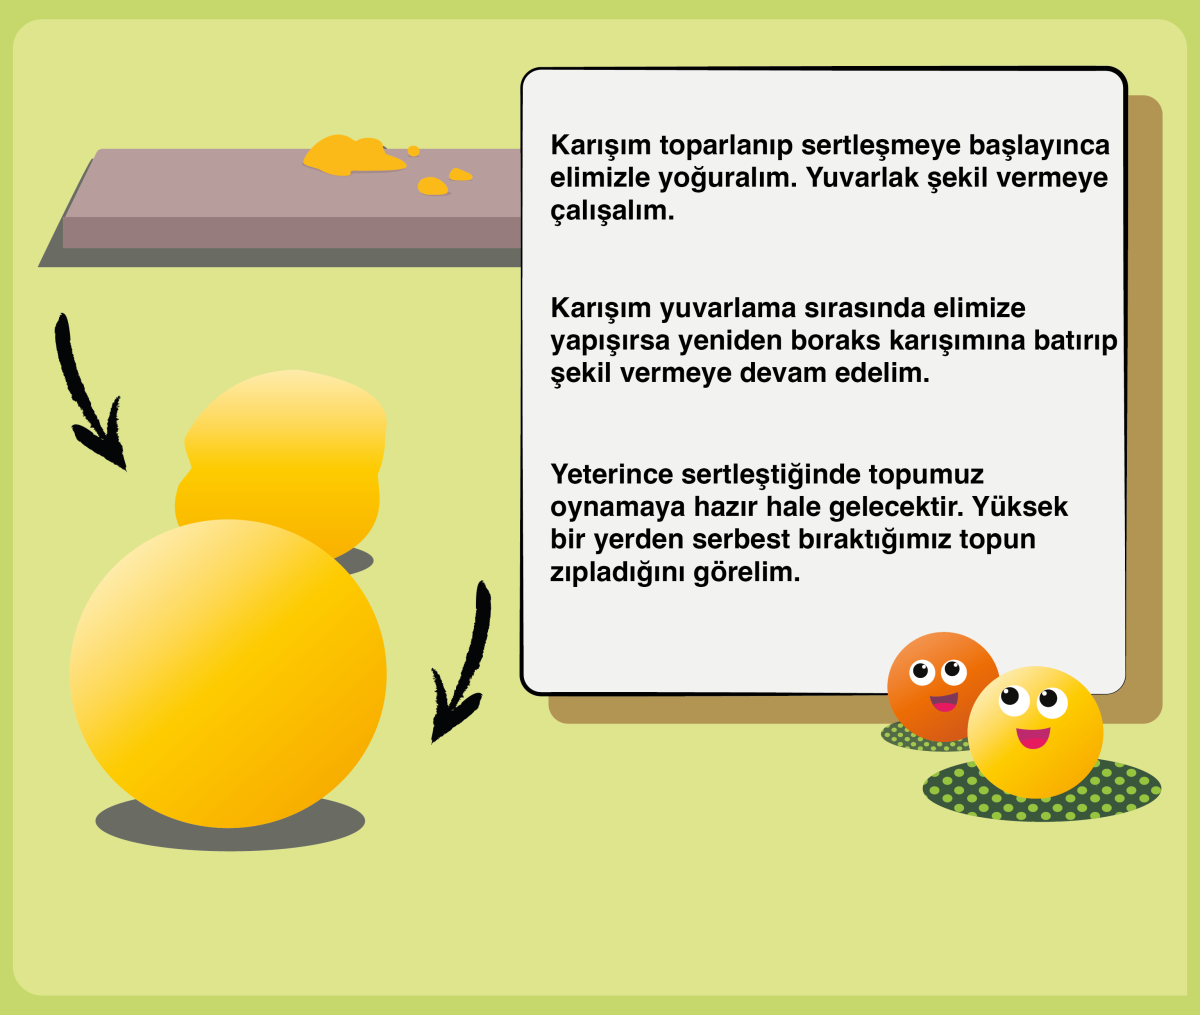 Karışım toparlanıp sertleşmeye başlayınca
elimizle yoğuralım. Yuvarlak şekil vermeye
çalışalım.
Karışım yuvarlama sırasında elimize
yapışırsa yeniden boraks karışımına batırıp
şekil vermeye devam edelim.
Yeterince sertleştiğinde topumuz
oynamaya hazır hale gelecektir. Yüksek
bir yerden serbest bıraktığımız topun
zıpladığını görelim.